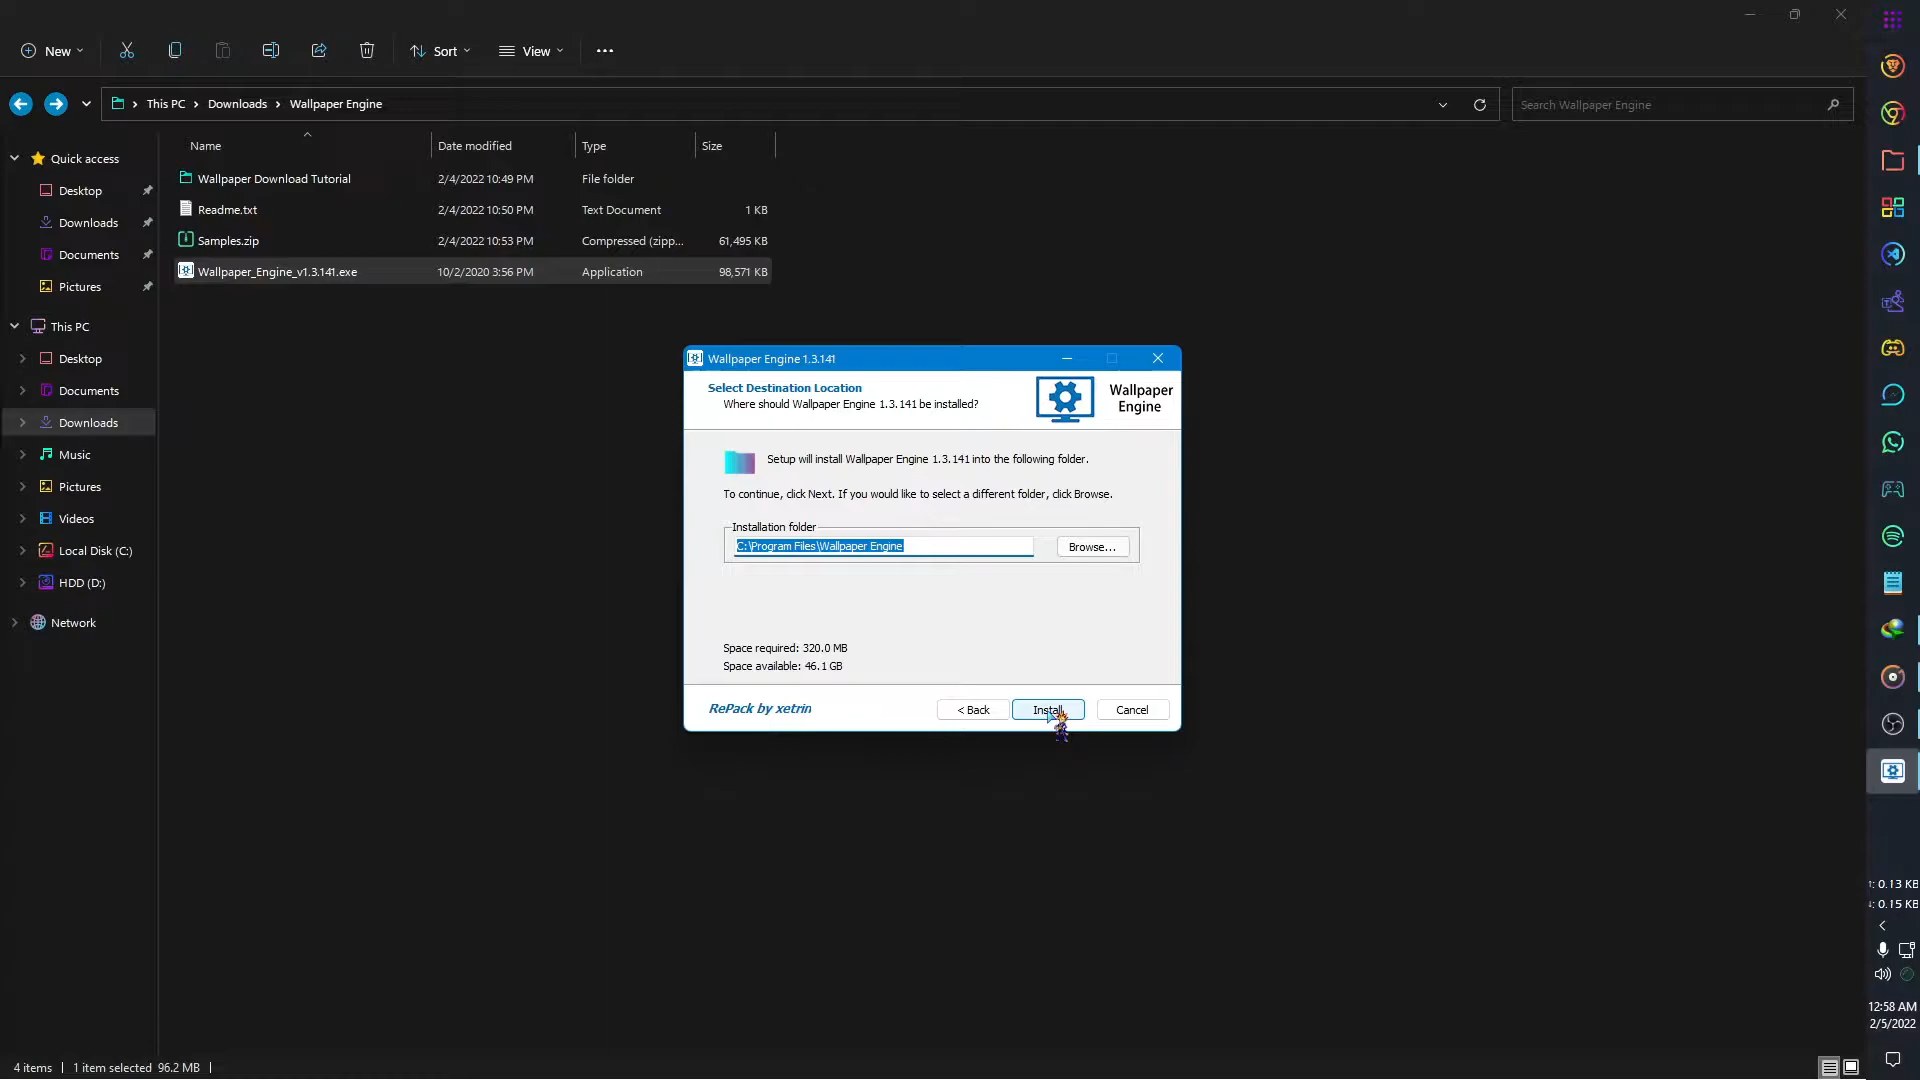 New
Sort
View
This PC
Downloads
Wallpaper Engine
Search Wallpaper Engine
Name
Date modified
Type
Size
Quick access
Desktop
Downloads
Documents
Pictures
This PC
Desktop
Documents
Downloads
Music
Pictures
Videos
Local Disk (C:)
HDD (D:)
Network
Wallpaper Download Tutorial 2/4/2022 10:49 PM File folder
Readme.txt 2/4/2022 10:50 PM Text Document 1 KB
Samples.zip 2/4/2022 10:53 PM Compressed (zipp... 61,495 KB
Wallpaper_Engine_v1.3.141.exe 10/2/2020 3:56 PM Application 98,571 KB
Wallpaper Engine 1.3.141
Select Destination Location
Where should Wallpaper Engine 1.3.141 be installed?
Wallpaper
Engine
Setup will install Wallpaper Engine 1.3.141 into the following folder.
To continue, click Next. If you would like to select a different folder, click Browse.
Installation folder
C:\Program Files\Wallpaper Engine
Browse...
Space required: 320.0 MB
Space available: 46.1 GB
RePack by xetrin
< Back
Install
Cancel
: 0.13 KB
: 0.15 KB
12:58 AM
2/5/2022
4 items
1 item selected 96.2 MB